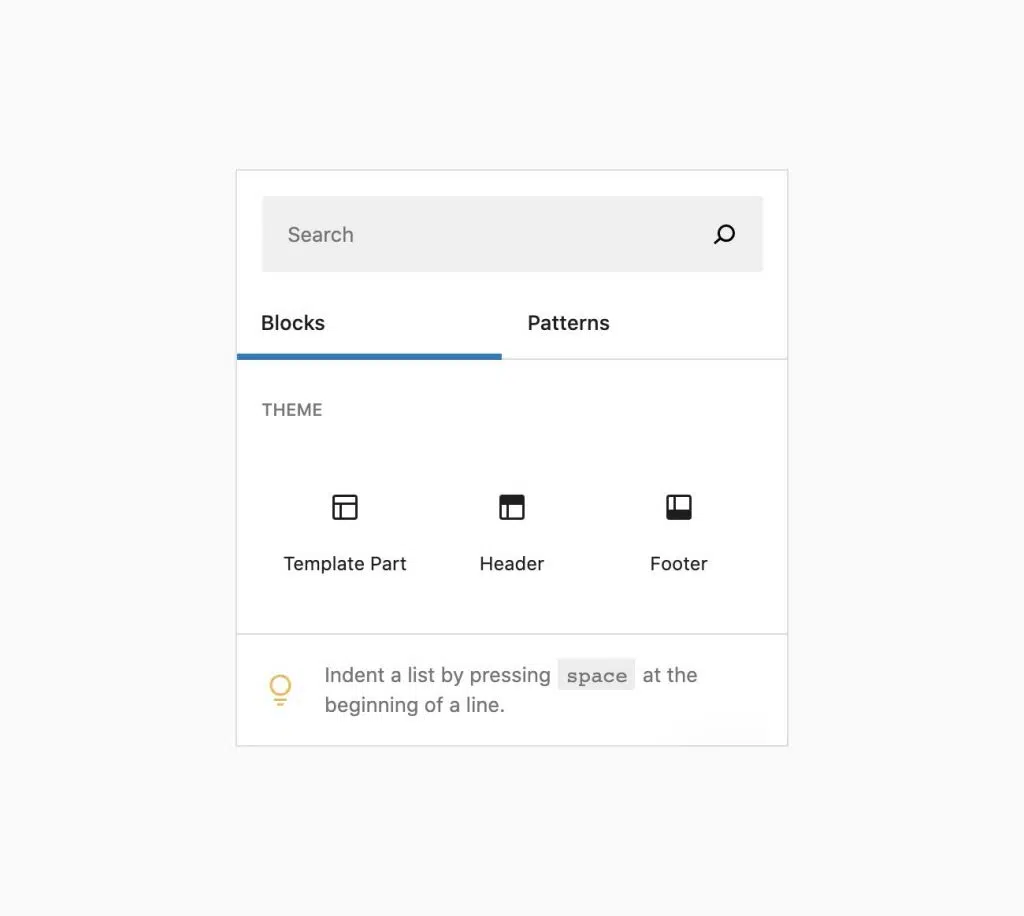 Search
Blocks Patterns
THEME
Template Part Header Footer
Indent a list by pressing space at the
beginning of a line.